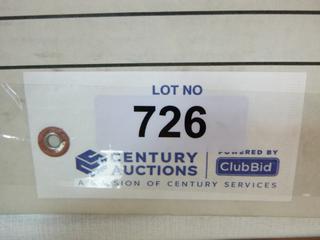 LOT NO
726
CENTURY
AUCTIONS
POWERED BY
ClubBid
A DIVISION OF CENTURY SERVICES